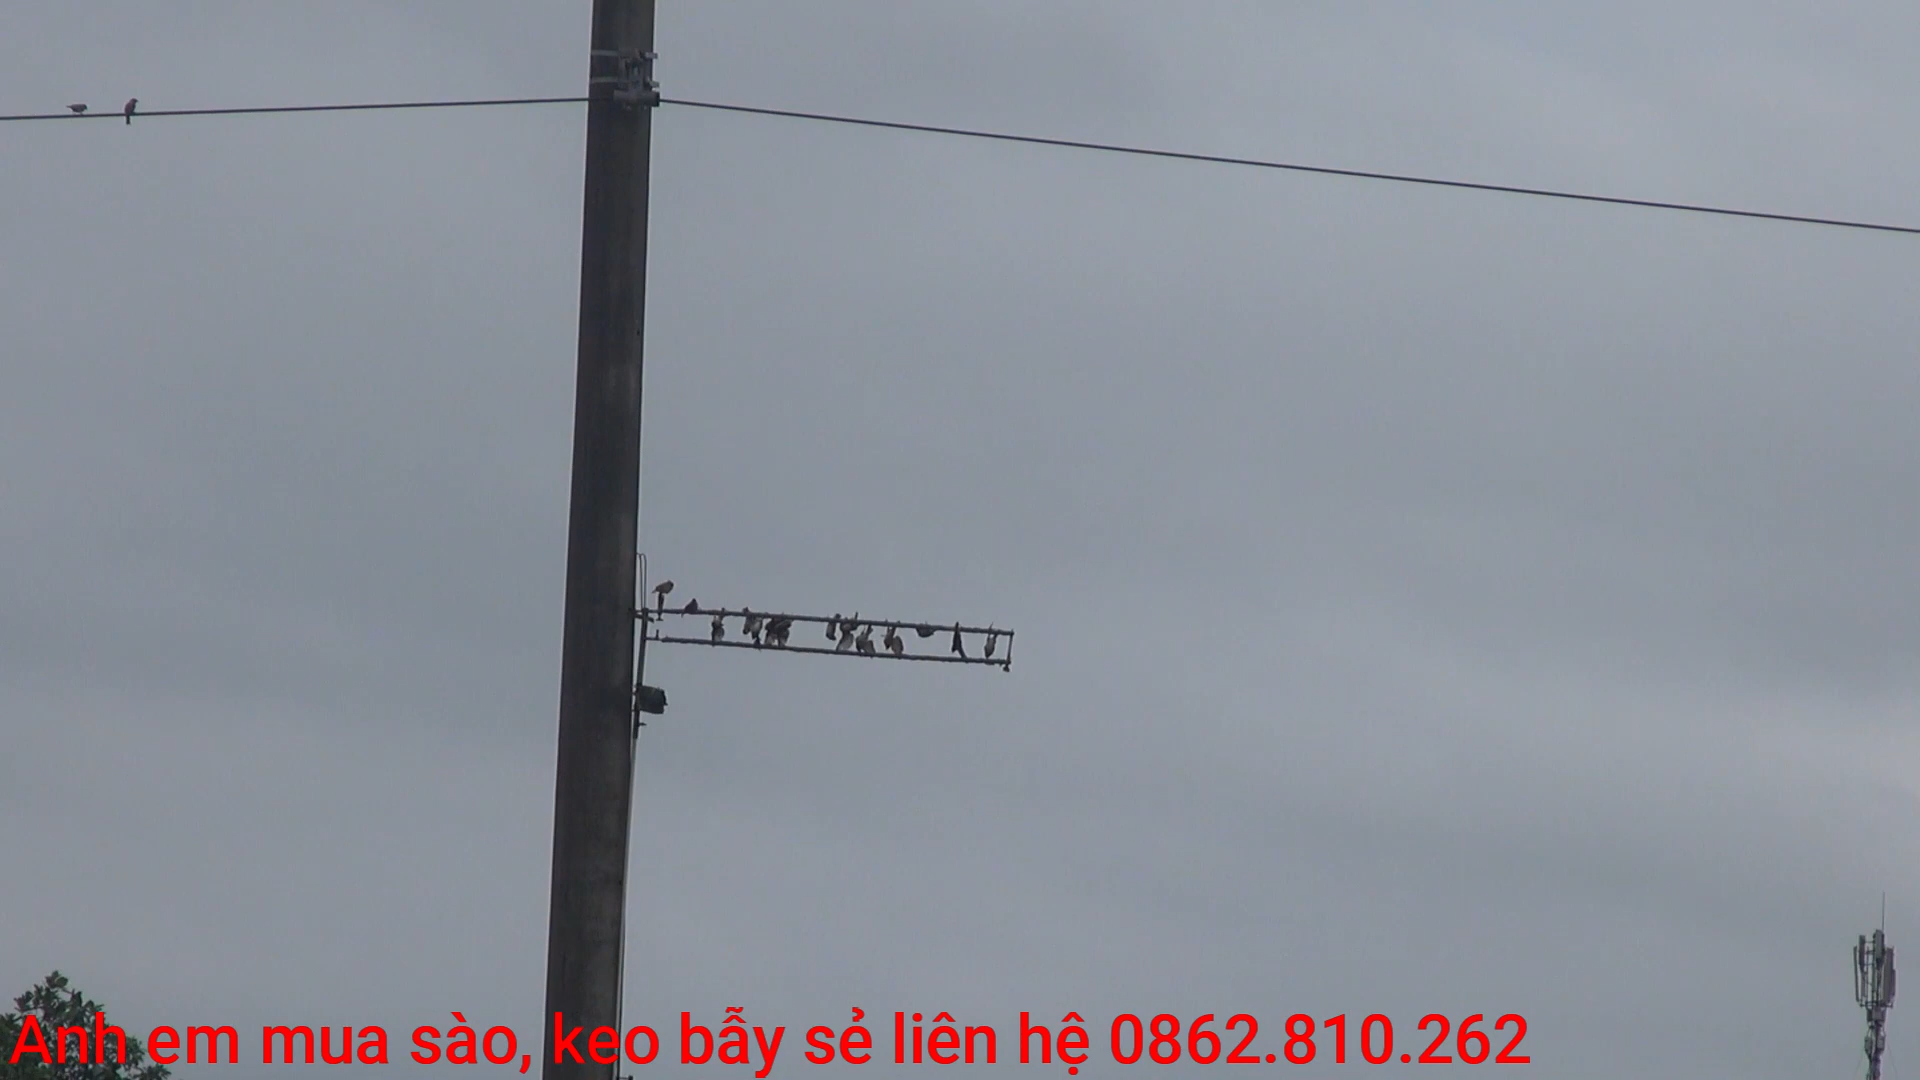 Anh em mua sào, keo bẫy sẻ liên hệ 0862.810.262